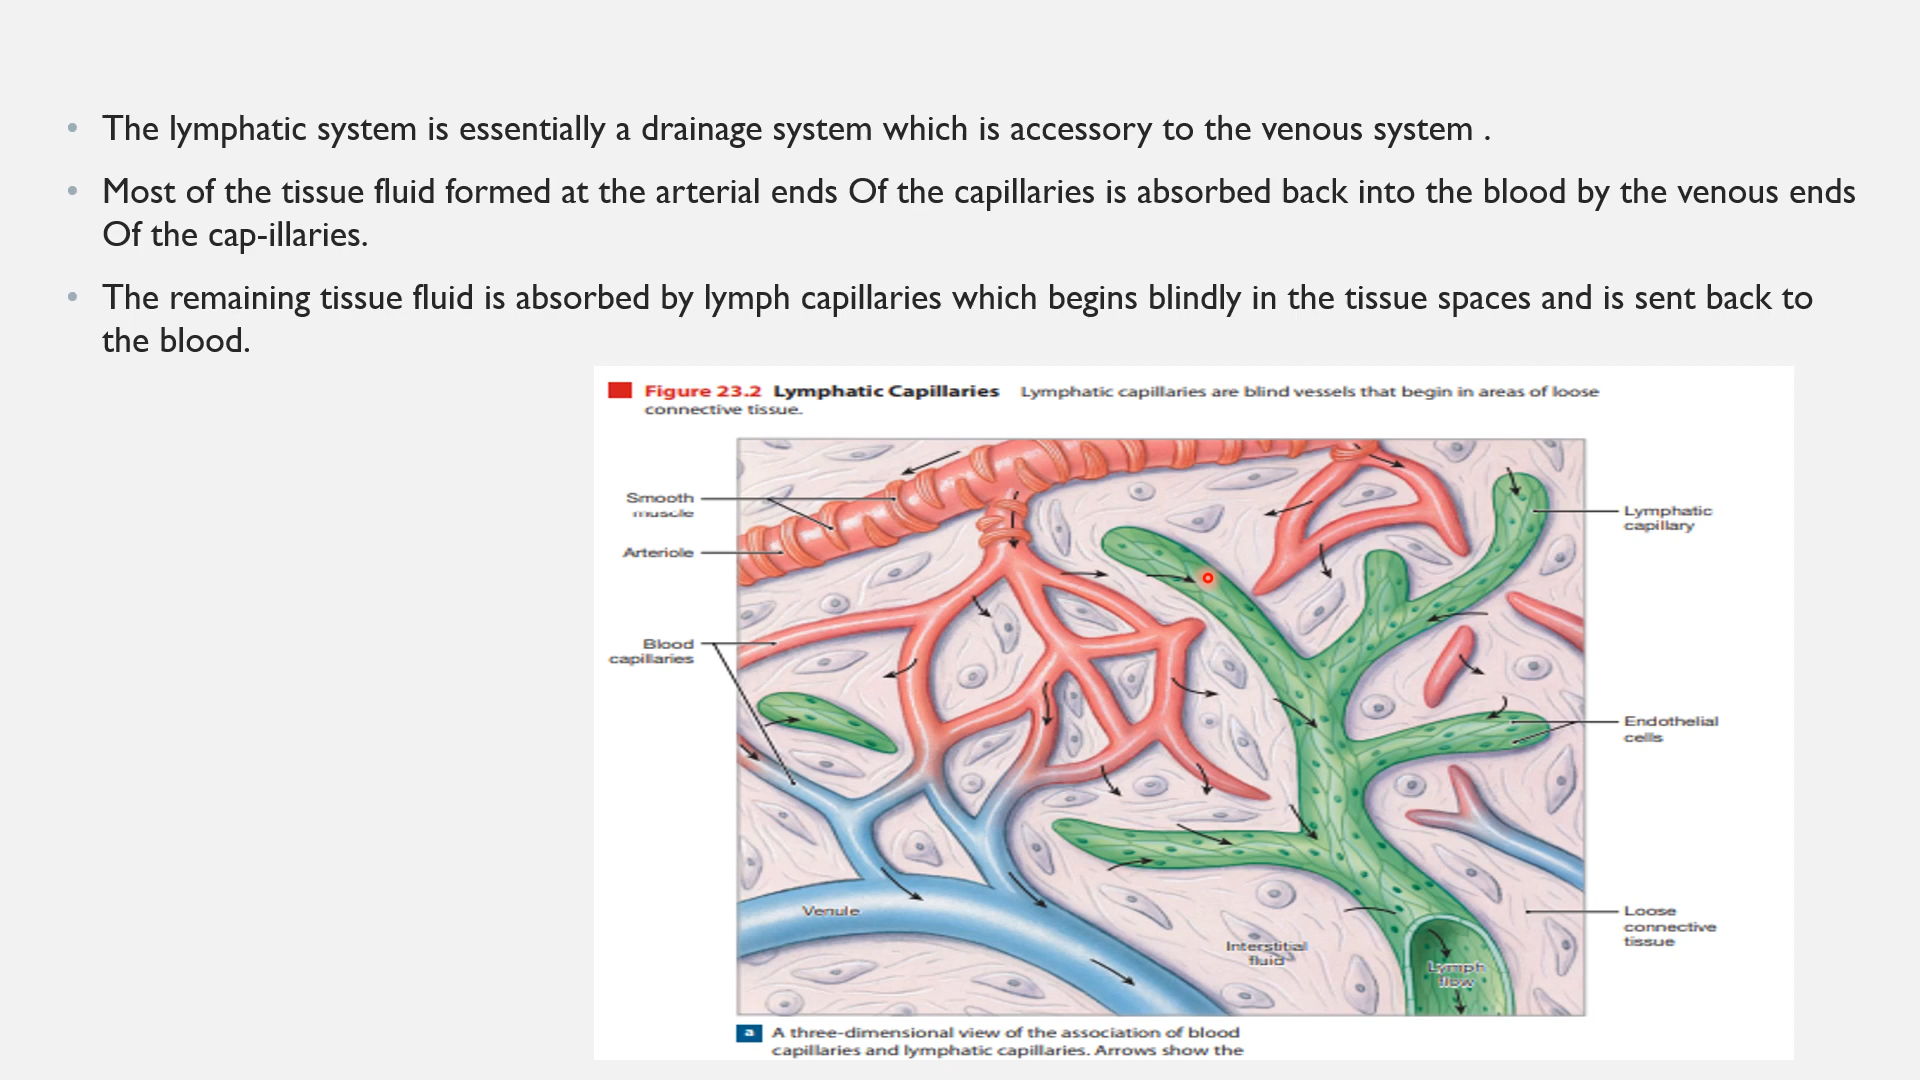 • The lymphatic system is essentially a drainage system which is accessory to the venous system .
• Most of the tissue fluid formed at the arterial ends Of the capillaries is absorbed back into the blood by the venous ends
Of the cap-illaries.
• The remaining tissue fluid is absorbed by lymph capillaries which begins blindly in the tissue spaces and is sent back to
the blood.
Figure 23.2 Lymphatic Capillaries Lymphatic capillaries are blind vessels that begin in areas of loose
connective tissue.
Smooth
muscle
Arteriole
Blood
capillaries
Lymphatic
capillary
Endothelial
cells
Loose
connective
tissue
Venule
Interstitial
fluid
Lymph
flow
a A three-dimensional view of the association of blood
capillaries and lymphatic capillaries. Arrows show the